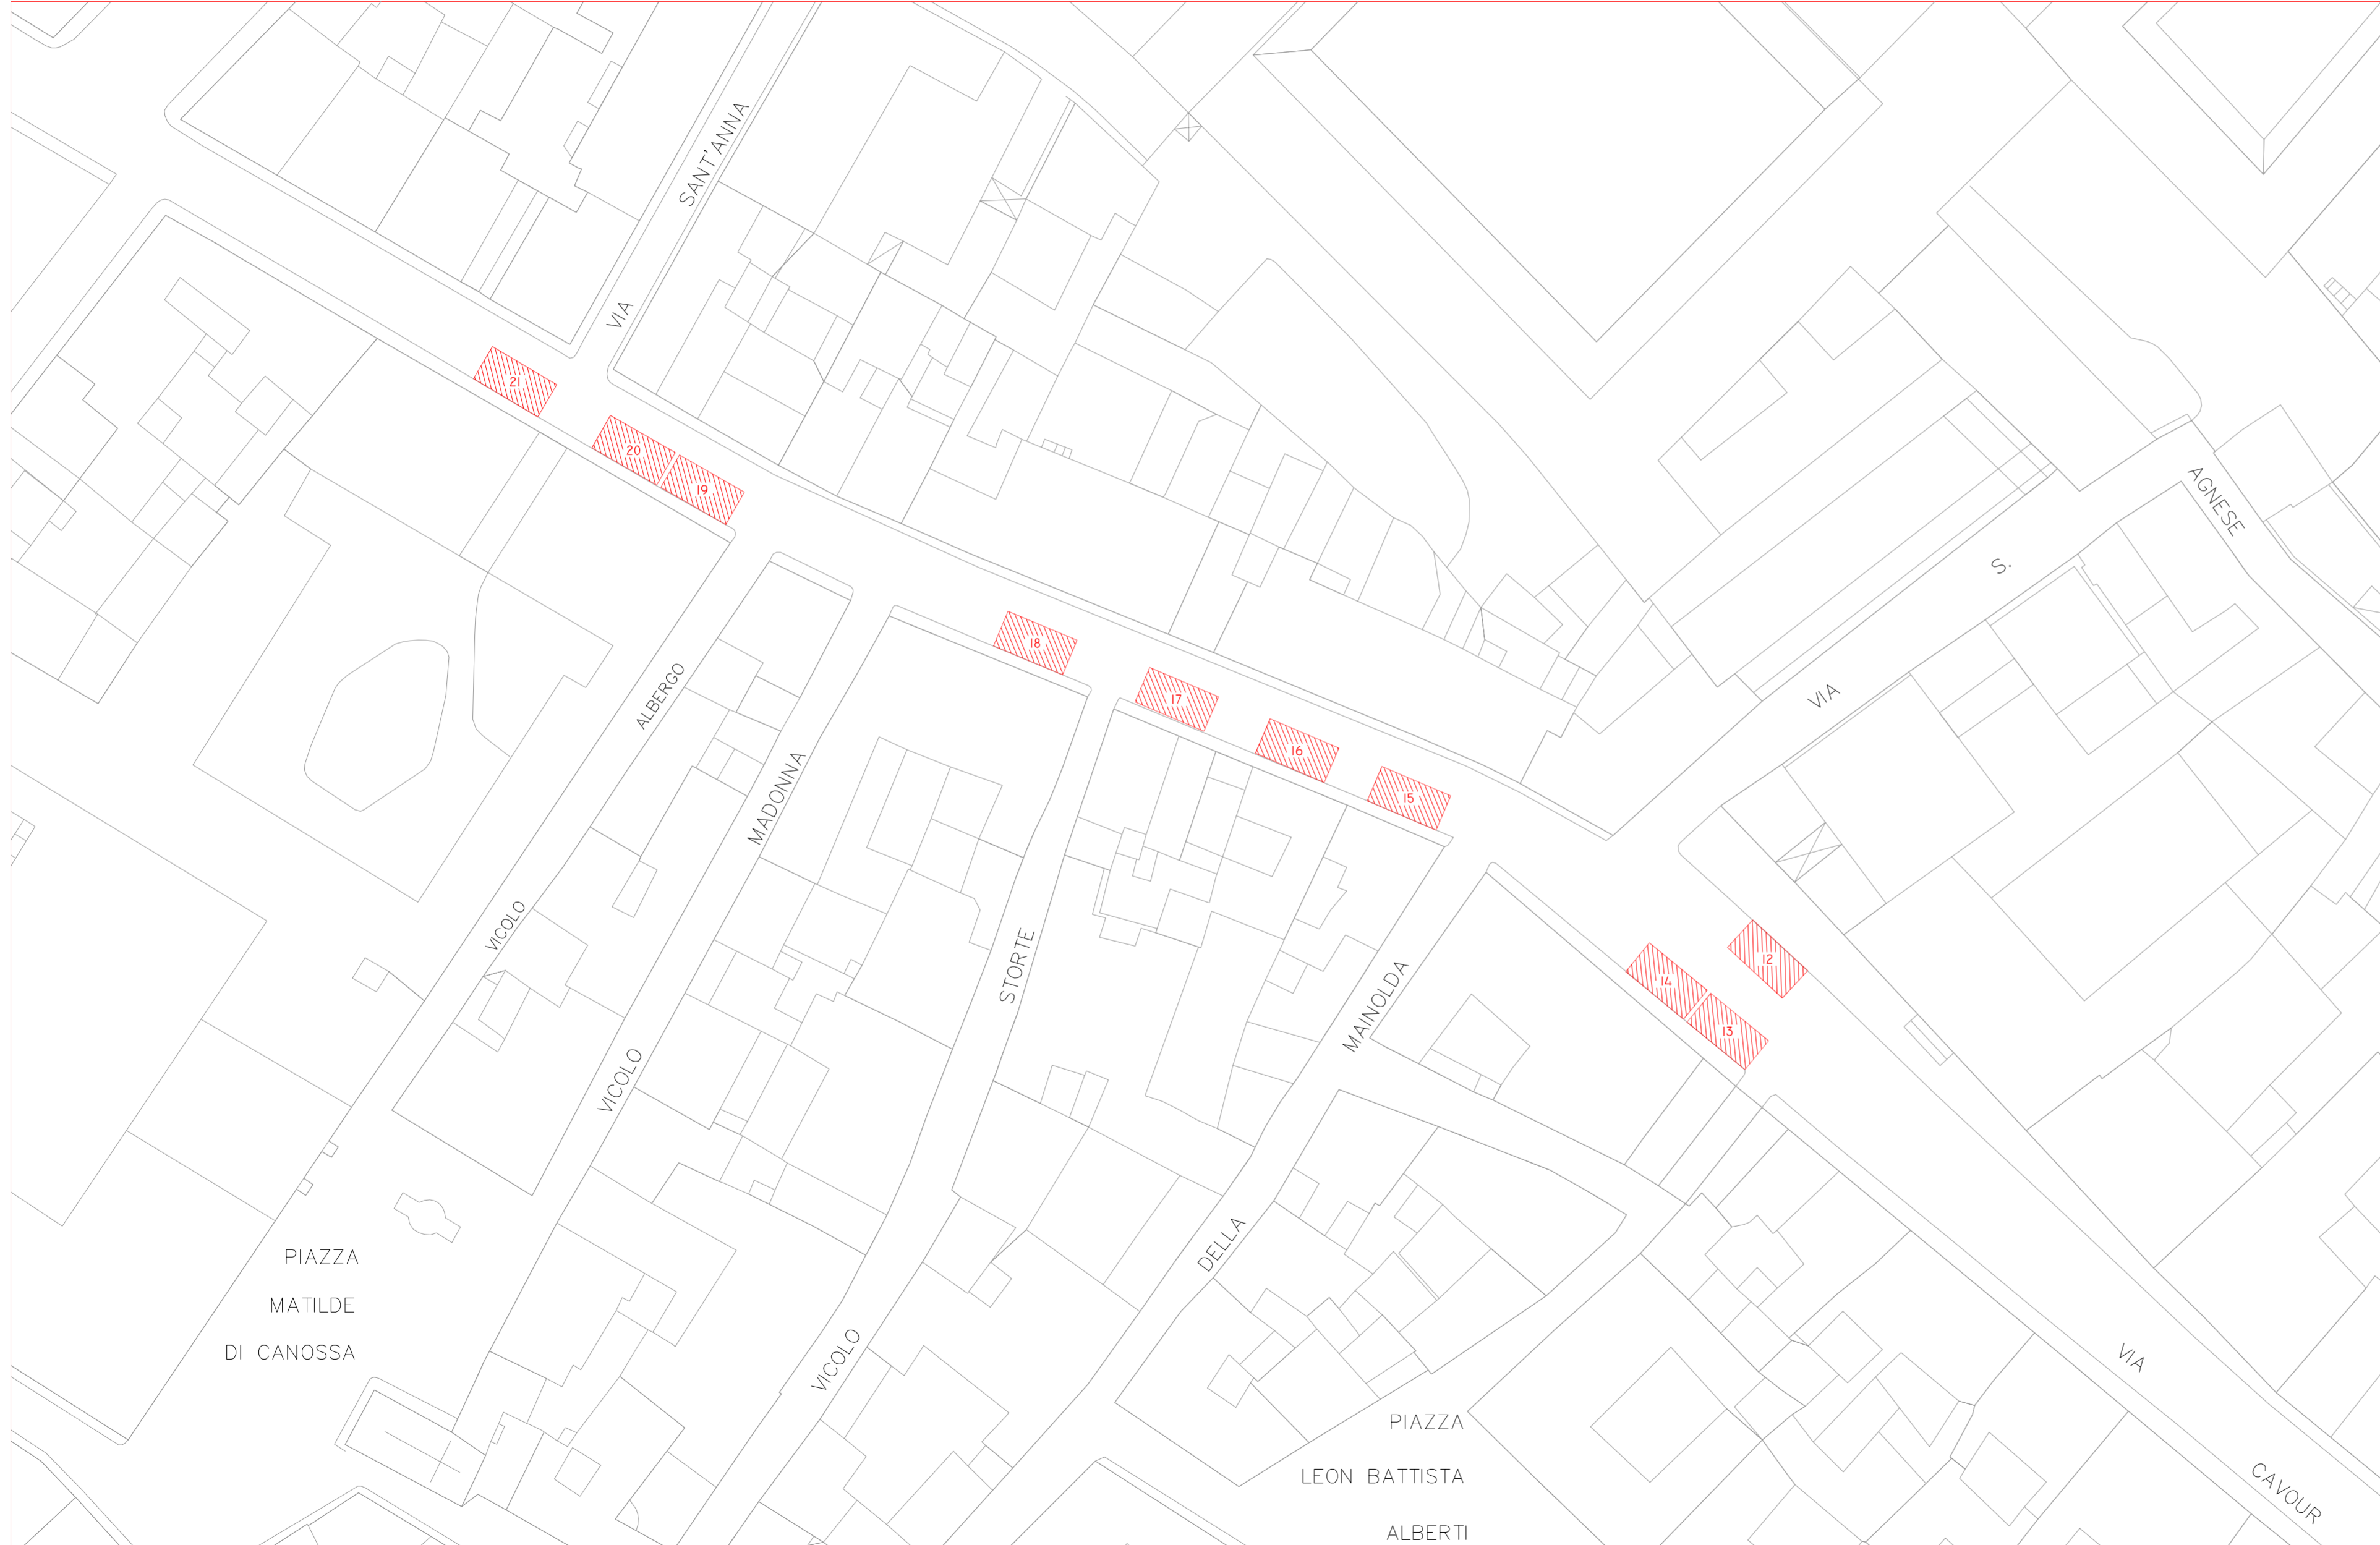 SANT'ANNA
VIA
21
20
19
AGNESE
S.
VIA
18
17
16
15
ALBERGO
VICOLO
MADONNA
VICOLO
STORTE
VICOLO
MAINOLDA
DELLA
14
13
12
PIAZZA
MATILDE
DI CANOSSA
PIAZZA
LEON BATTISTA
ALBERTI
VIA
CAVOUR